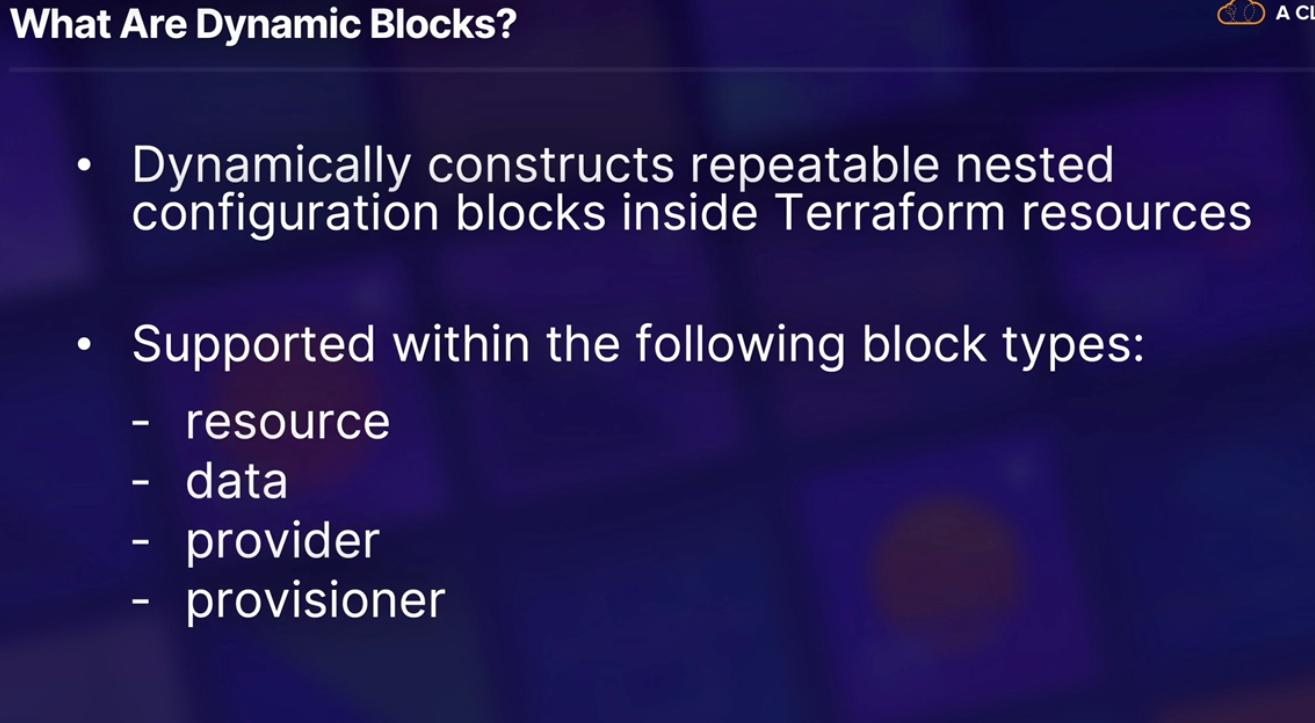 What Are Dynamic Blocks?
A CL
• Dynamically constructs repeatable nested
configuration blocks inside Terraform resources
• Supported within the following block types:
- resource
- data
- provider
- provisioner